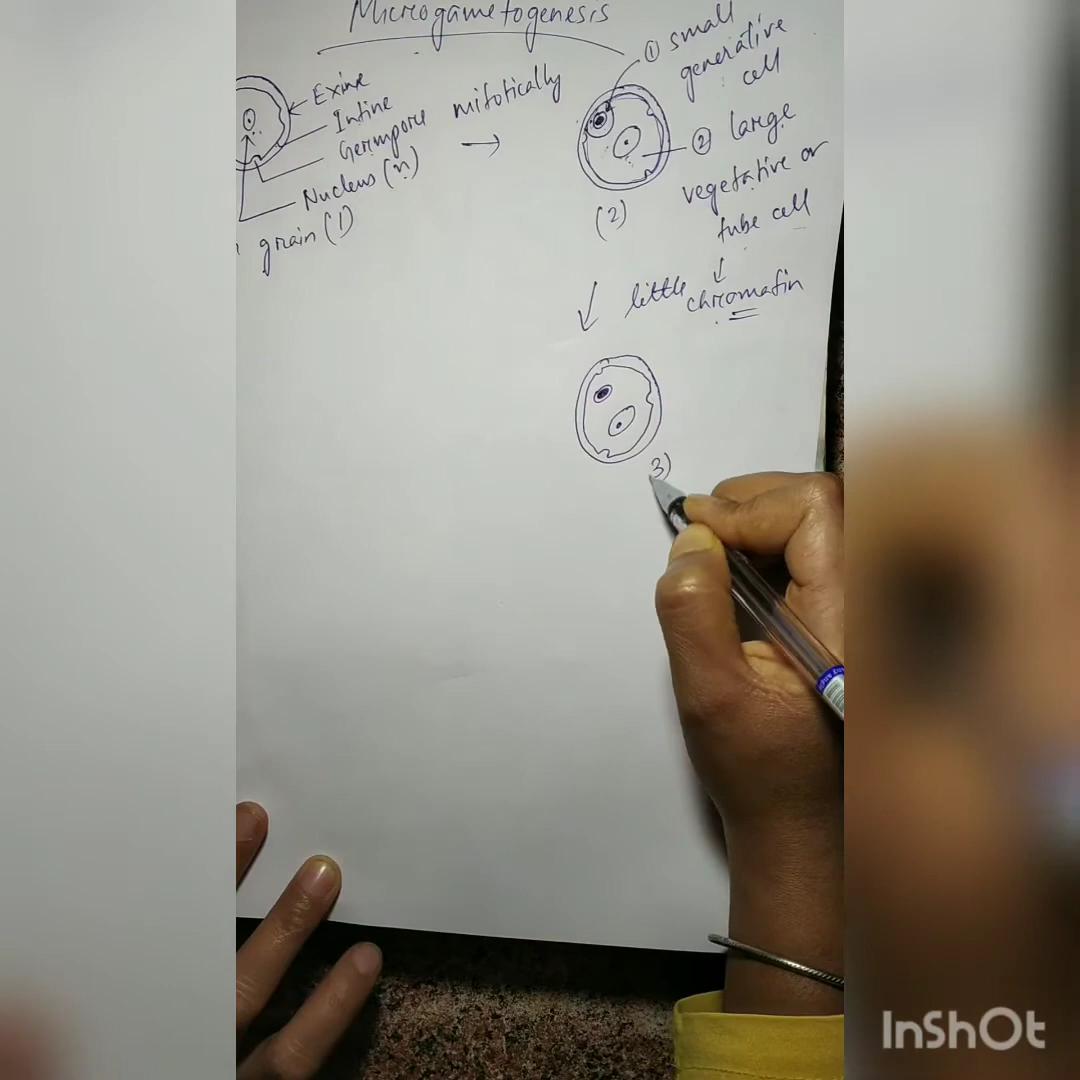 Microgametogenesis
Exine
Intine
Germpore
Nucleus (n)
grain (1)
mitotically
① small
generative
cell
② large
vegetative or
tube cell
(2)
little chromatin
3)
InShOt